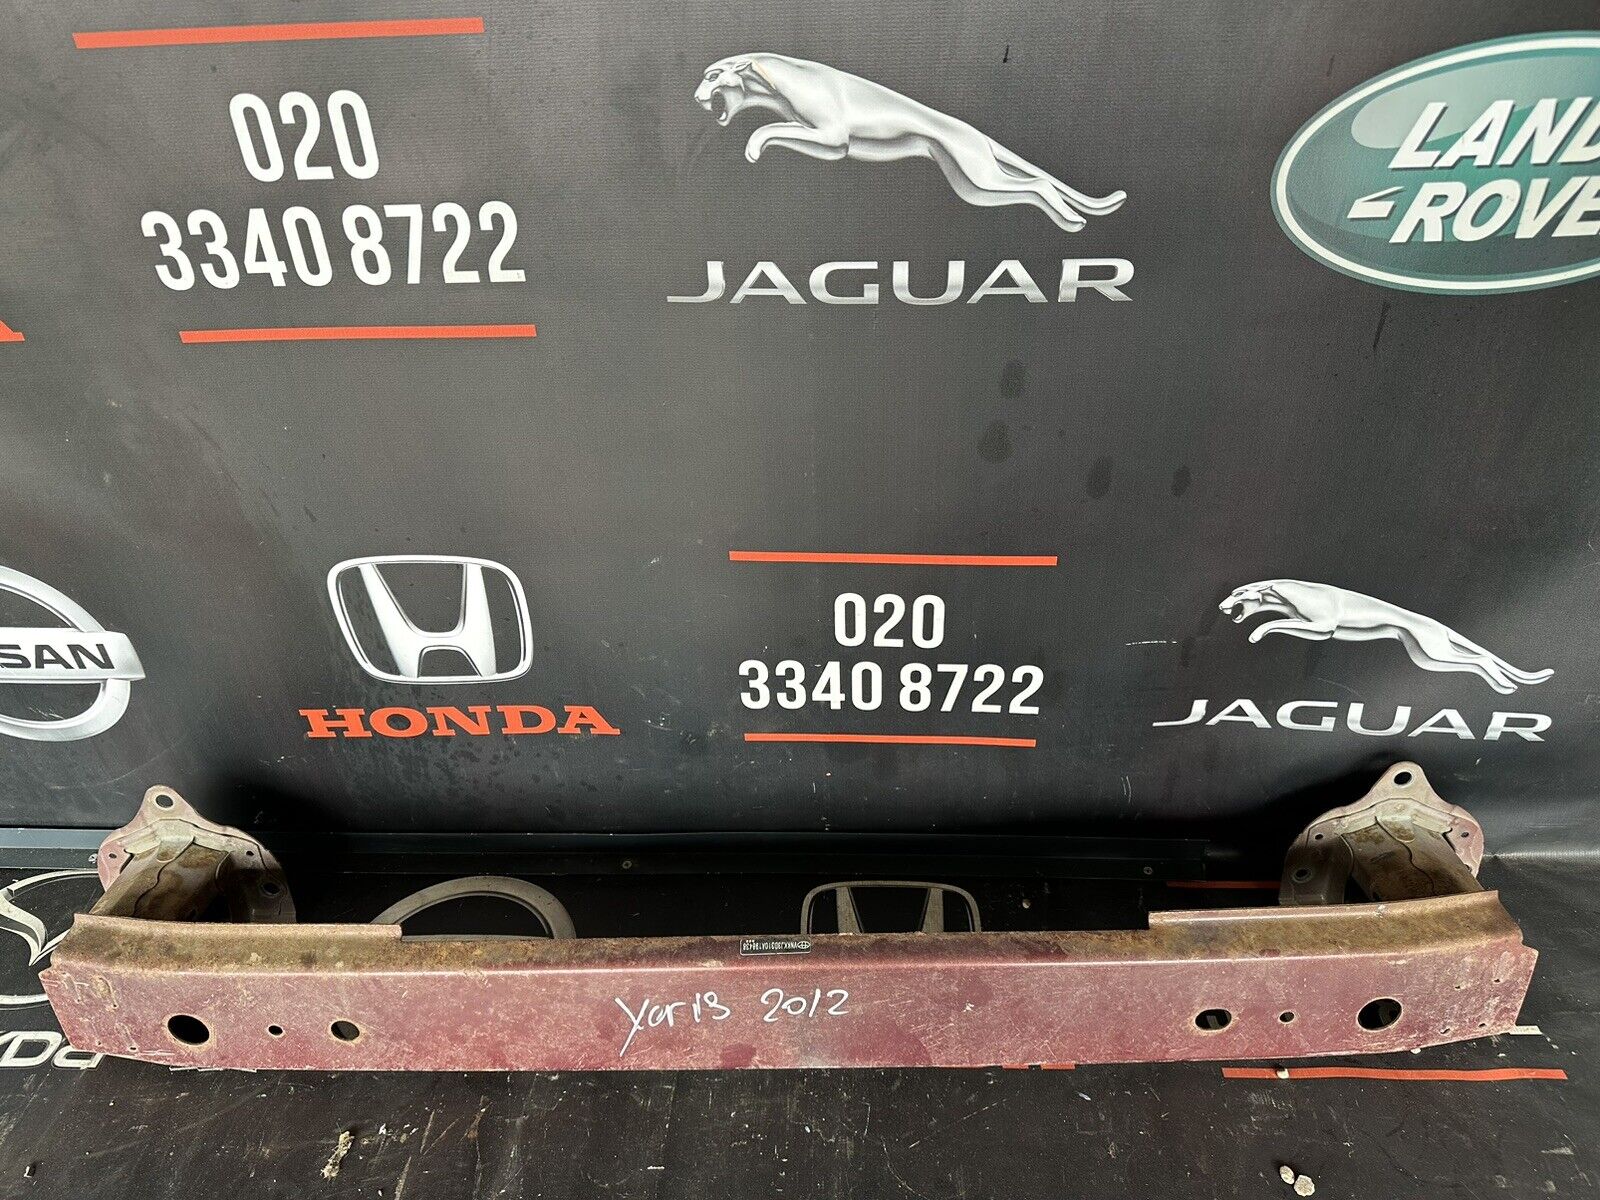 020
3340 8722
JAGUAR
LAND
ROVE
SAN
HONDA
020
3340 8722
JAGUAR
Yaris 2012